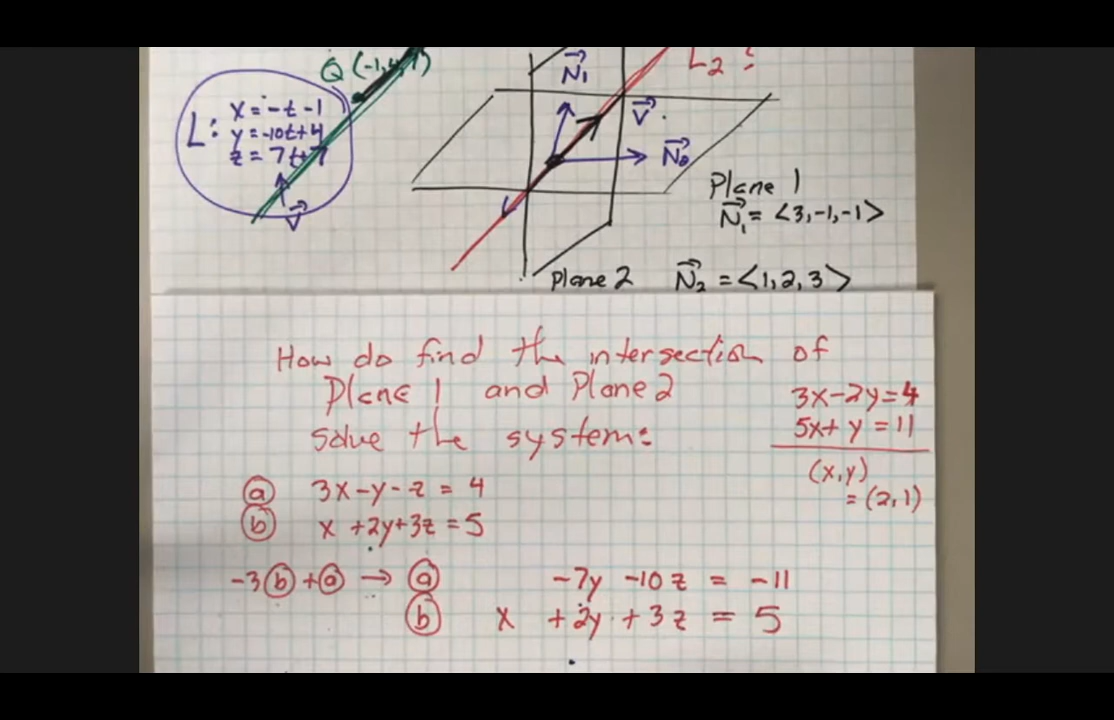 Q (-1,4,7)
L: x = -t -1
y = -10t+4
z = 7t+7
V
N₁
L₂ :
V
N₂
Plane 1
N₁ = <3,-1,-1>
Plane 2 N₂ = <1,2,3>
How do find the intersection of
Plane 1 and Plane 2
solve the system:
3x-2y=4
5x+y=11
(x,y)
= (2,1)
ⓐ 3x-y-z = 4
ⓑ x +2y+3z = 5
-3ⓑ+ⓐ → ⓐ -7y -10z = -11
ⓑ x +2y + 3z = 5